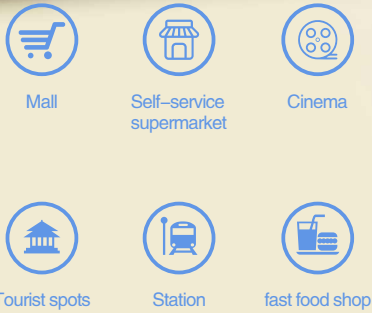 Mall
Self-service
supermarket
Cinema
Tourist spots
Station
fast food shop